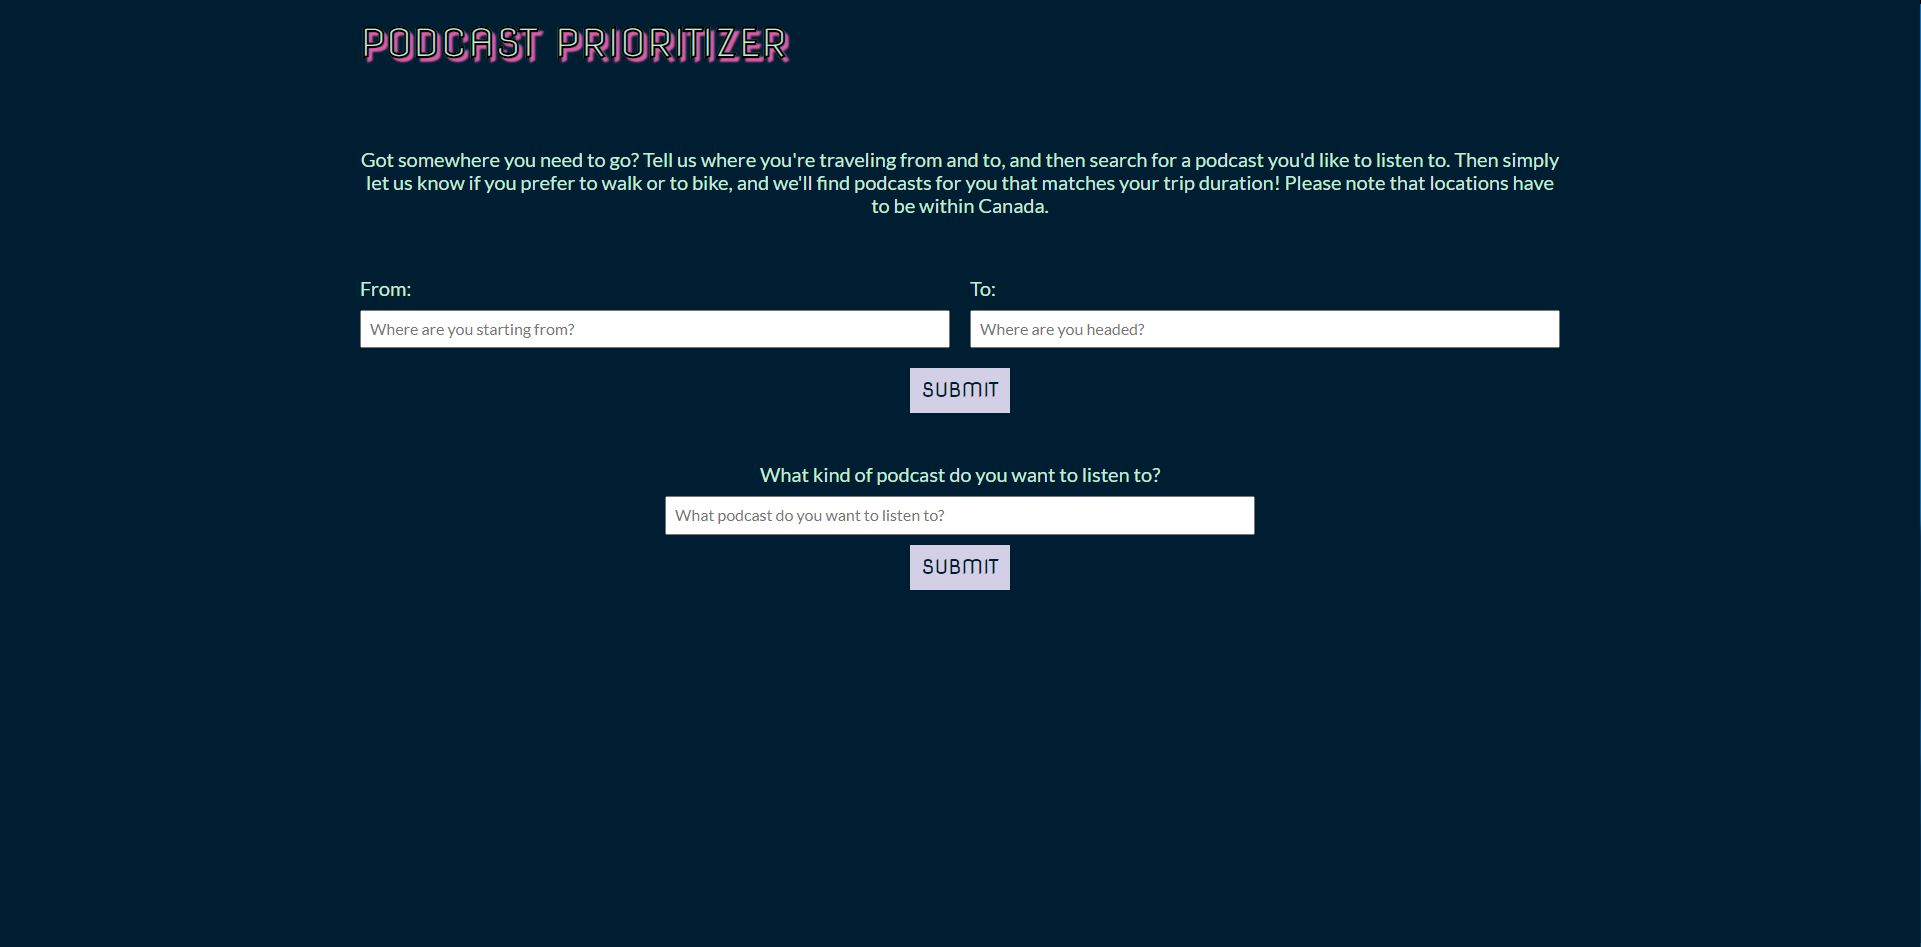 PODCAST PRIORITIZER
Got somewhere you need to go? Tell us where you're traveling from and to, and then search for a podcast you'd like to listen to. Then simply
let us know if you prefer to walk or to bike, and we'll find podcasts for you that matches your trip duration! Please note that locations have
to be within Canada.
From:
To:
Where are you starting from?
Where are you headed?
SUBMIT
What kind of podcast do you want to listen to?
What podcast do you want to listen to?
SUBMIT